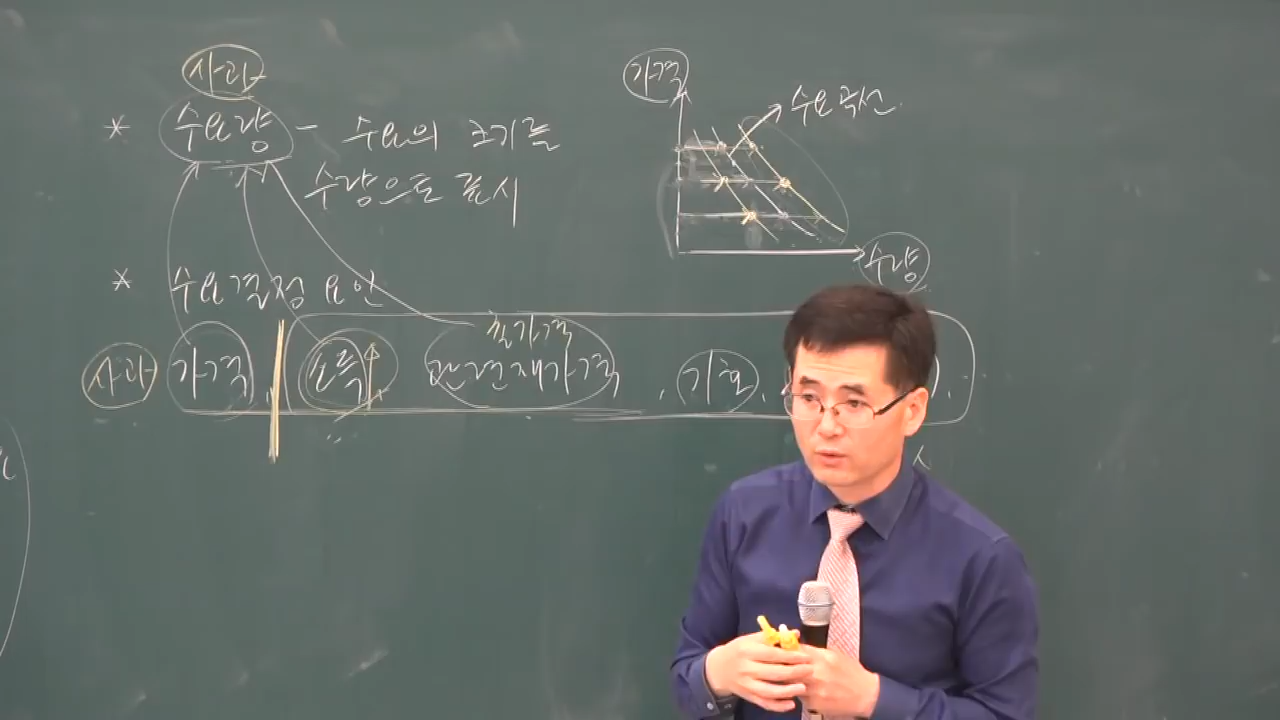 사과
* 수요량 - 수요의 크기를
수량으로 표시
가격
수요곡선
수량
* 수요결정 요인
사과 가격, 소득↑, 관련재가격, 기호,